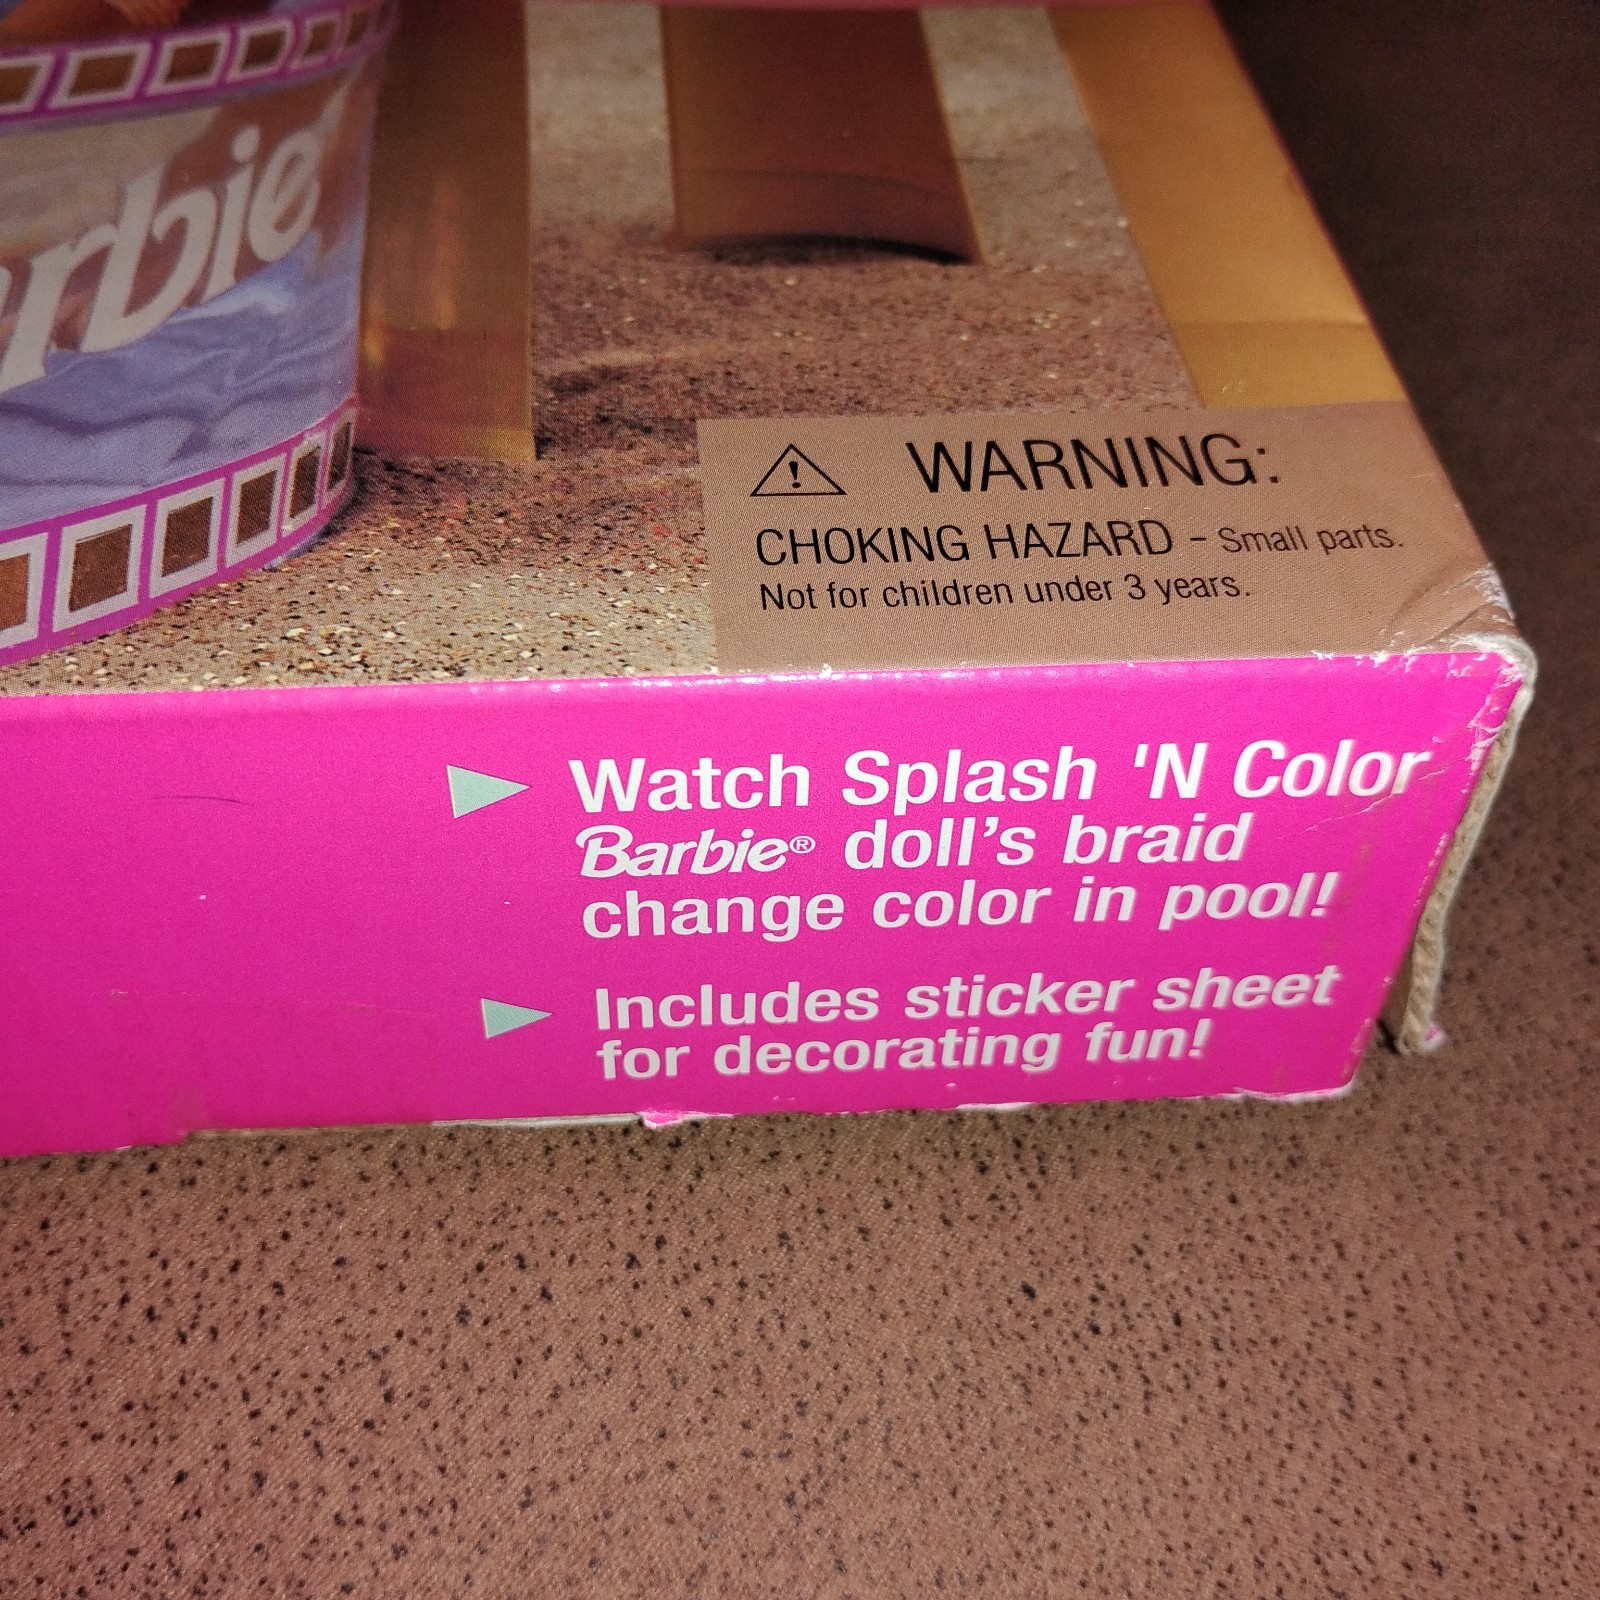 arbie
WARNING:
CHOKING HAZARD – Small parts.
Not for children under 3 years.
Watch Splash 'N Color
Barbie® doll's braid
change color in pool!
Includes sticker sheet
for decorating fun!